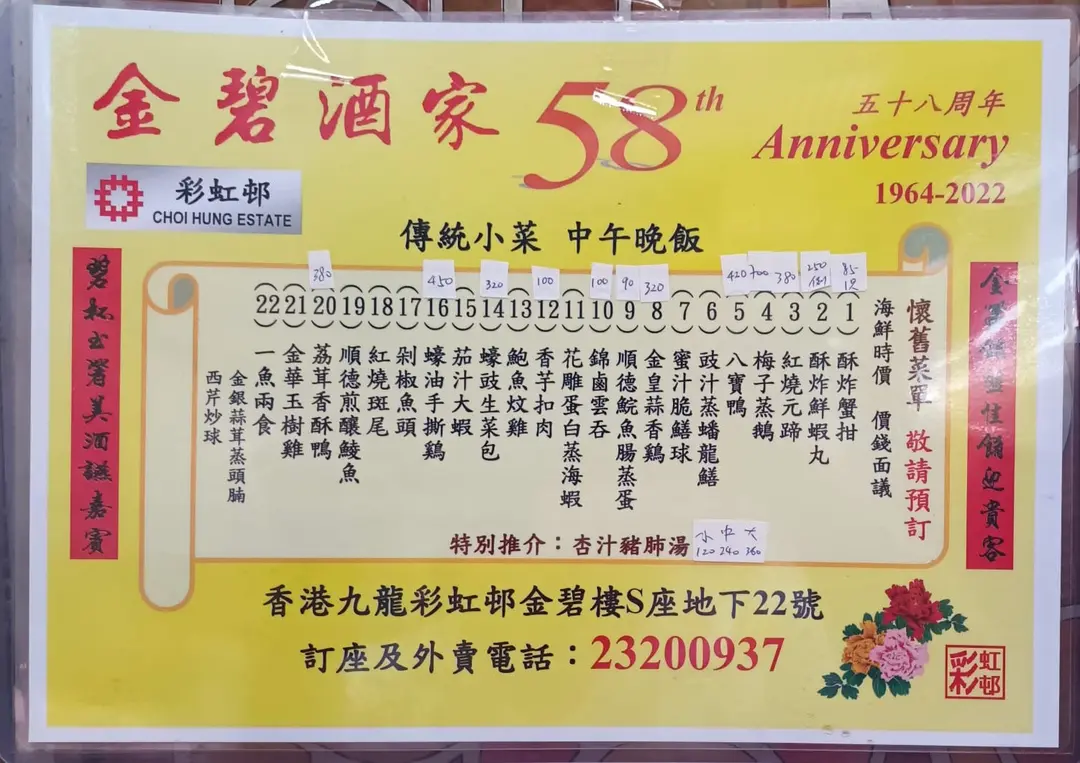 金碧酒家
58th
五十八周年
Anniversary
1964-2022
彩虹邨
CHOI HUNG ESTATE
傳統小菜 中午晚飯
佳餚迎貴客
懷舊菜單 敬請預訂
海鮮時價 價錢面議
85
(1)酥炸蟹拑
250
(2)酥炸鮮蝦丸
380
(3)紅燒元蹄
700
(4)梅子蒸鵝
420
(5)八寶鴨
(6)豉汁蒸蟠龍鱔
(7)蜜汁脆鱔球
320
(8)金皇蒜香鷄
90
(9)順德鯇魚腸蒸蛋
100
(10)錦鹵雲吞
(11)花雕蛋白蒸海蝦
100
(12)香芋扣肉
(13)鮑魚炆雞
320
(14)蠔豉生菜包
(15)茄汁大蝦
450
(16)蠔油手撕鷄
(17)剁椒魚頭
(18)紅燒斑尾
(19)順德煎釀鯪魚
380
(20)荔茸香酥鴨
(21)金華玉樹雞
(22)一魚兩食
金銀蒜茸蒸頭腩
西芹炒球
特別推介：杏汁豬肺湯
小 中 大
120 240 360
美酒讌嘉賓
香港九龍彩虹邨金碧樓S座地下22號
訂座及外賣電話：23200937
彩虹邨